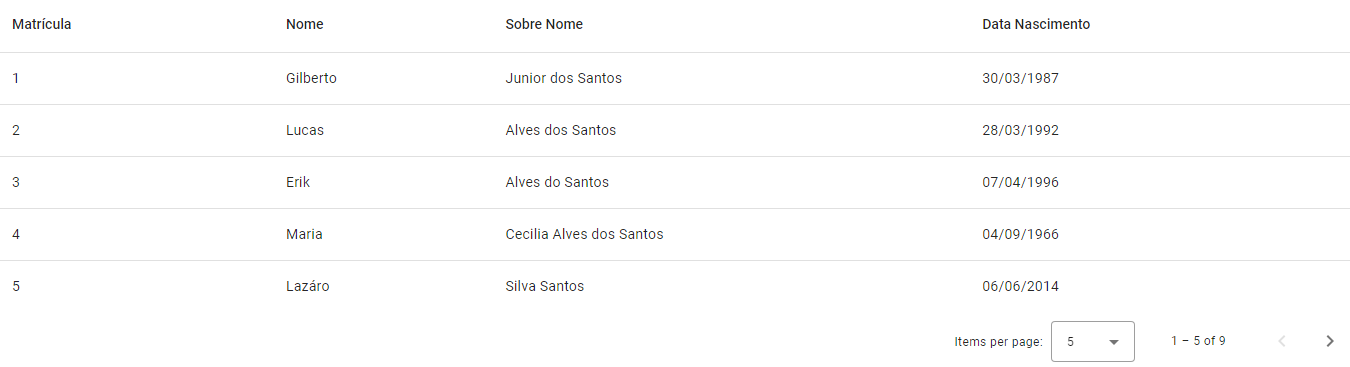 Matrícula Nome Sobre Nome Data Nascimento
1 Gilberto Junior dos Santos 30/03/1987
2 Lucas Alves dos Santos 28/03/1992
3 Erik Alves do Santos 07/04/1996
4 Maria Cecilia Alves dos Santos 04/09/1966
5 Lazáro Silva Santos 06/06/2014
Items per page: 5 1 – 5 of 9